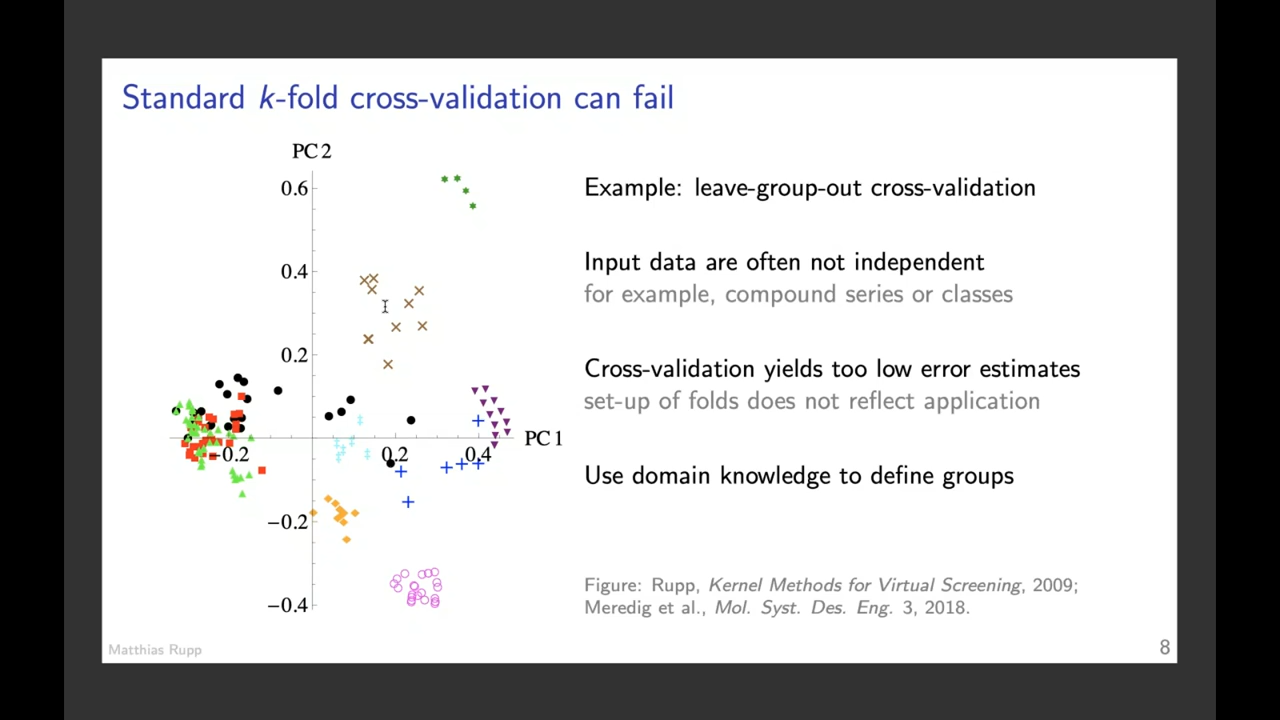 Standard k-fold cross-validation can fail
PC 2
0.6
0.4
0.2
−0.2
0.2
0.4
PC 1
−0.2
−0.4
Example: leave-group-out cross-validation
Input data are often not independent
for example, compound series or classes
Cross-validation yields too low error estimates
set-up of folds does not reflect application
Use domain knowledge to define groups
Figure: Rupp, Kernel Methods for Virtual Screening, 2009;
Meredig et al., Mol. Syst. Des. Eng. 3, 2018.
Matthias Rupp
8